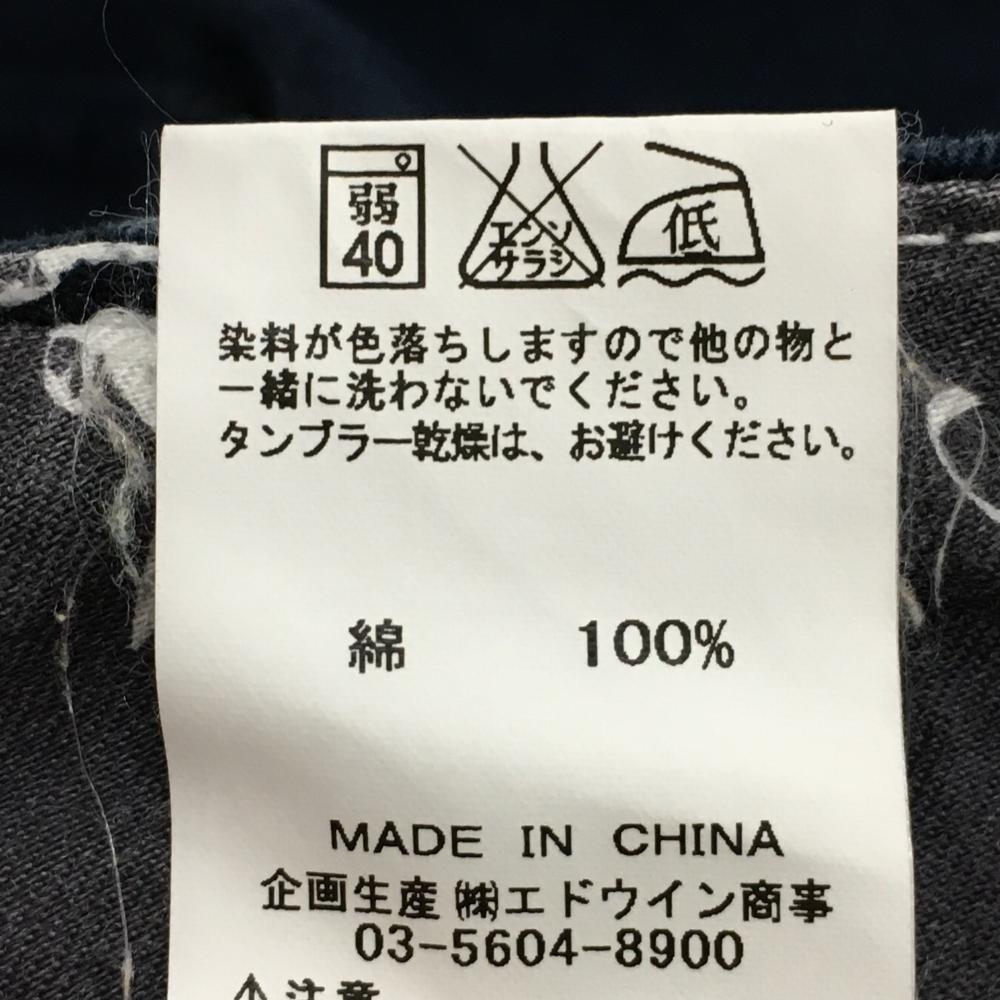 弱
40
エンソ
サラシ
低
染料が色落ちしますので他の物と
一緒に洗わないでください。
タンブラー乾燥は、お避けください。
綿 100%
MADE IN CHINA
企画生産㈱エドウイン商事
03-5604-8900
注意